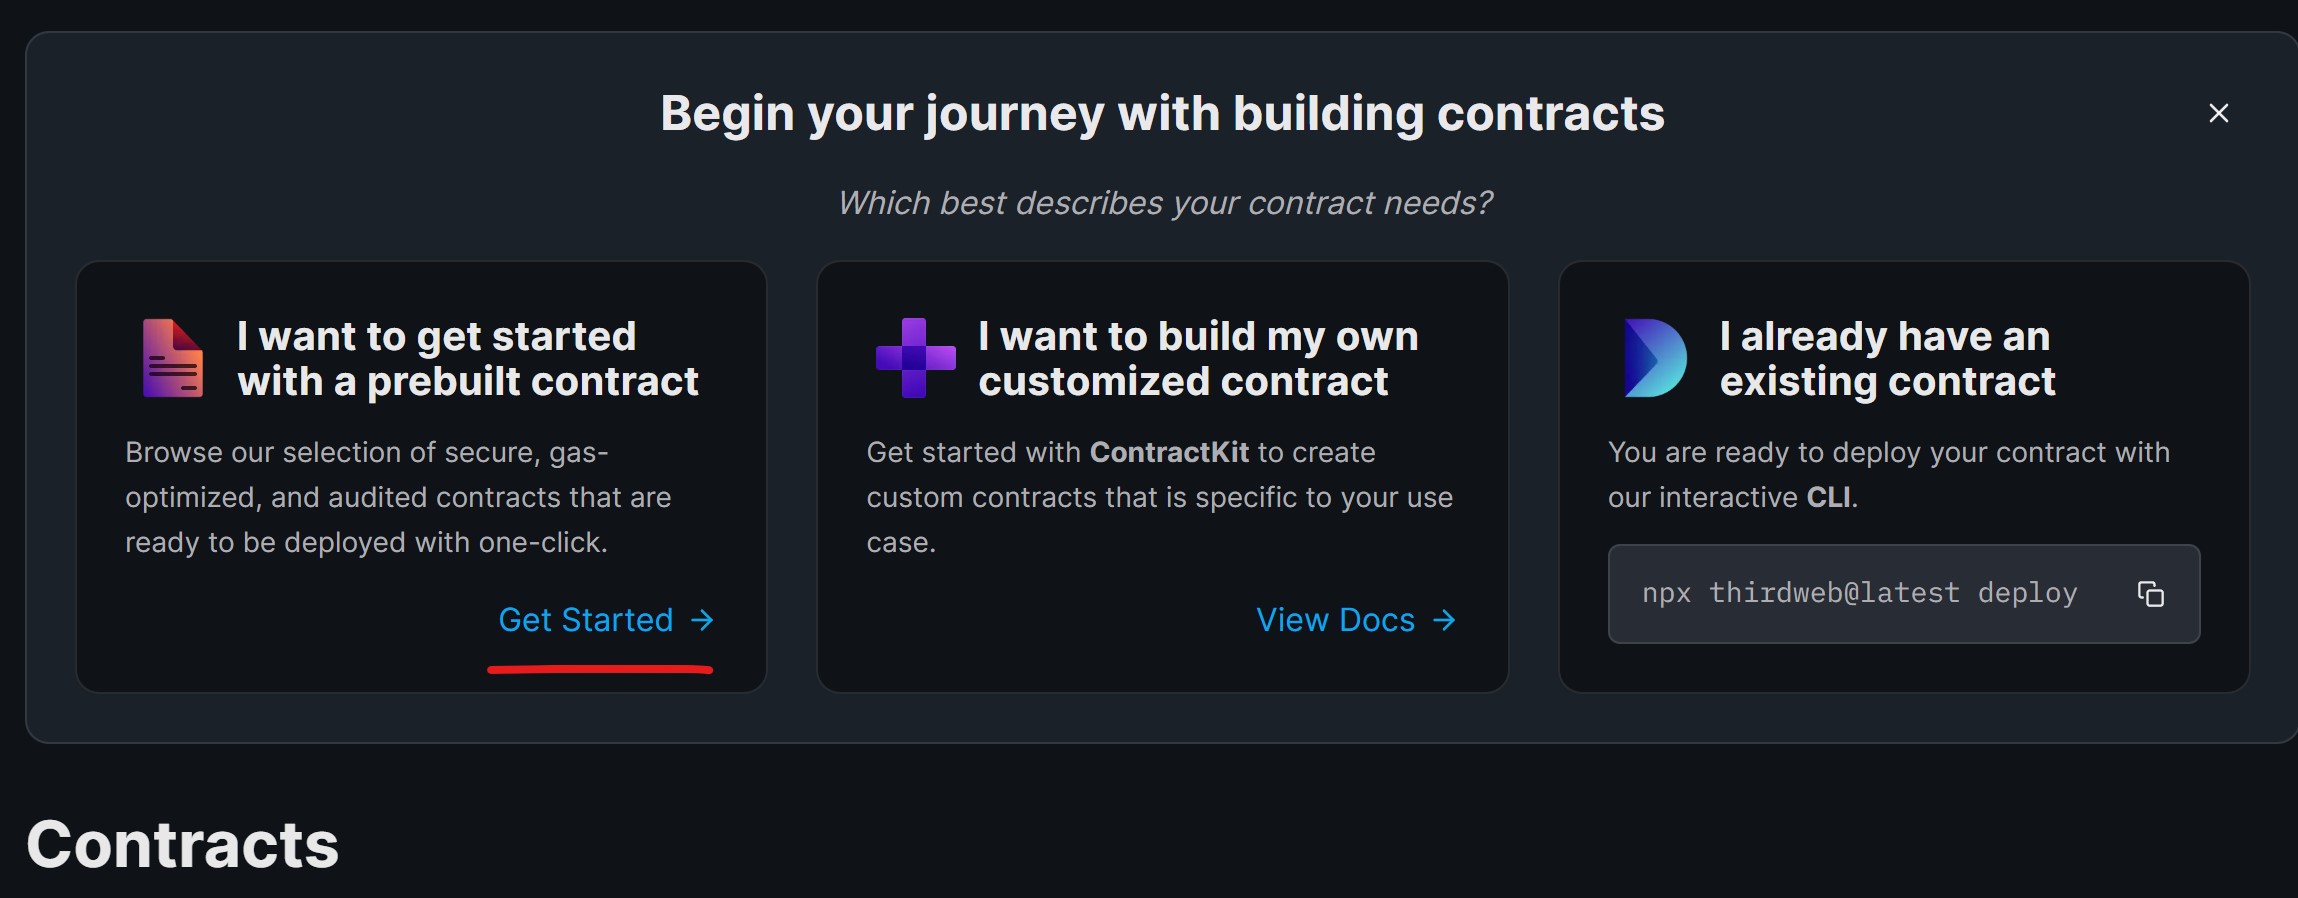 Begin your journey with building contracts
Which best describes your contract needs?
I want to get started
with a prebuilt contract
Browse our selection of secure, gas-
optimized, and audited contracts that are
ready to be deployed with one-click.
Get Started →
I want to build my own
customized contract
Get started with ContractKit to create
custom contracts that is specific to your use
case.
View Docs →
I already have an
existing contract
You are ready to deploy your contract with
our interactive CLI.
npx thirdweb@latest deploy
Contracts